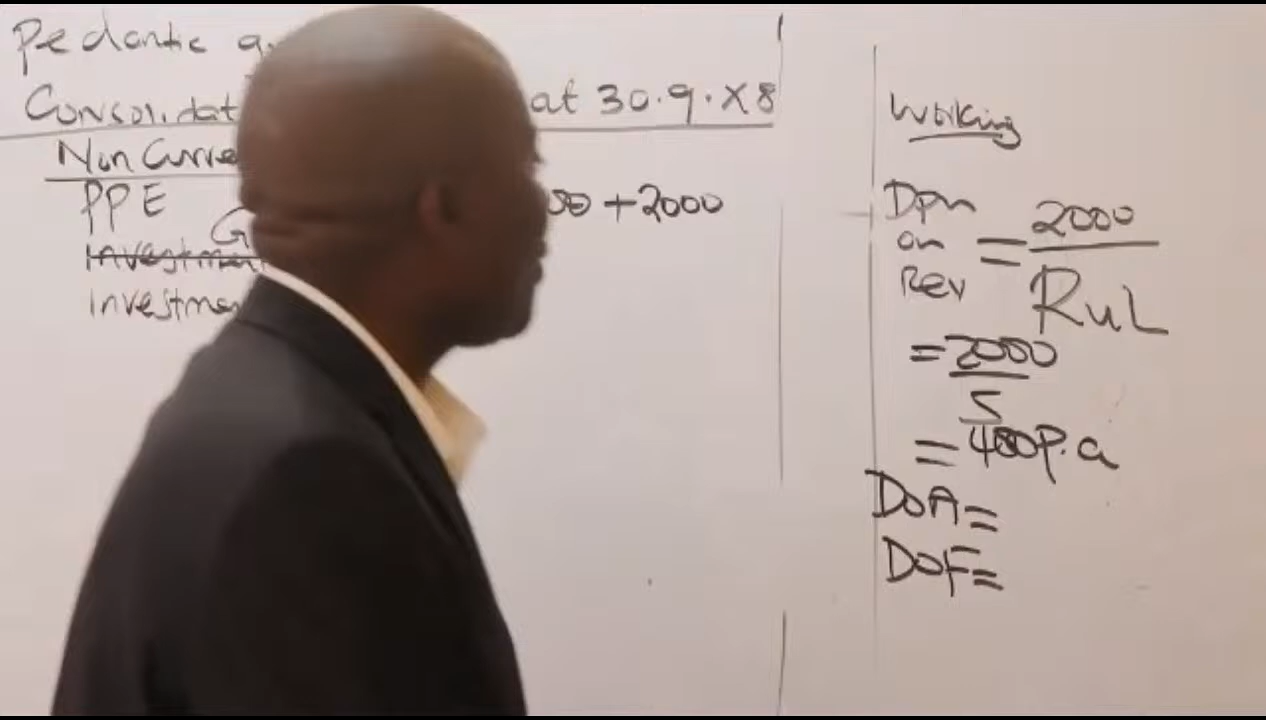 Pedantic
Consolidat at 30.9.X8
Non Curre
PPE 00 + 2000
G
Investmen
investmen
Working
Dpn on Rev = 2000 / RUL
= 2000 / 5
= 400 p.a
DOA =
DOF =